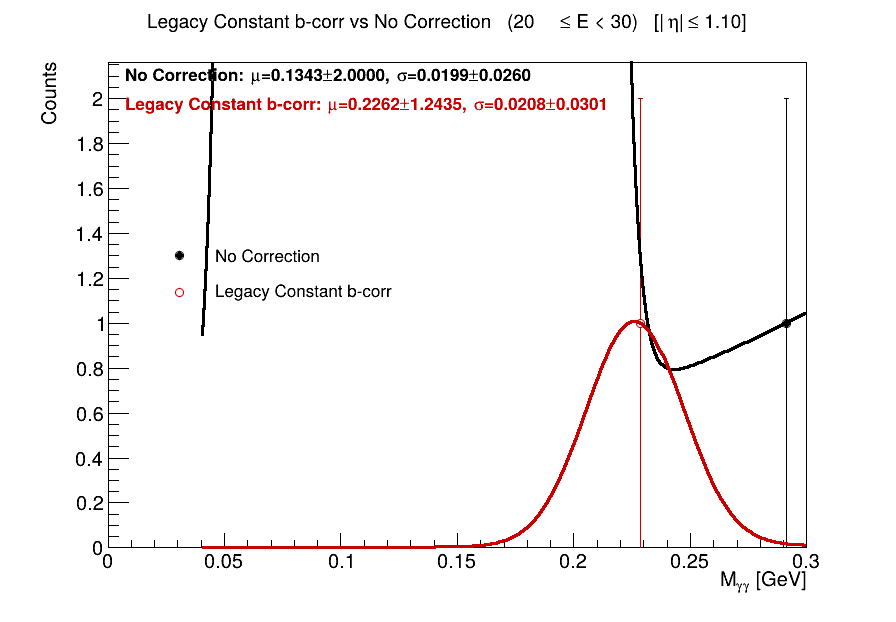 Legacy Constant b-corr vs No Correction (20 ≤ E < 30) [|η| ≤ 1.10]
Counts
No Correction: μ=0.1343±2.0000, σ=0.0199±0.0260
Legacy Constant b-corr: μ=0.2262±1.2435, σ=0.0208±0.0301
2
1.8
1.6
1.4
1.2
1
0.8
0.6
0.4
0.2
0
No Correction
Legacy Constant b-corr
0 0.05 0.1 0.15 0.2 0.25 0.3
Mγγ [GeV]